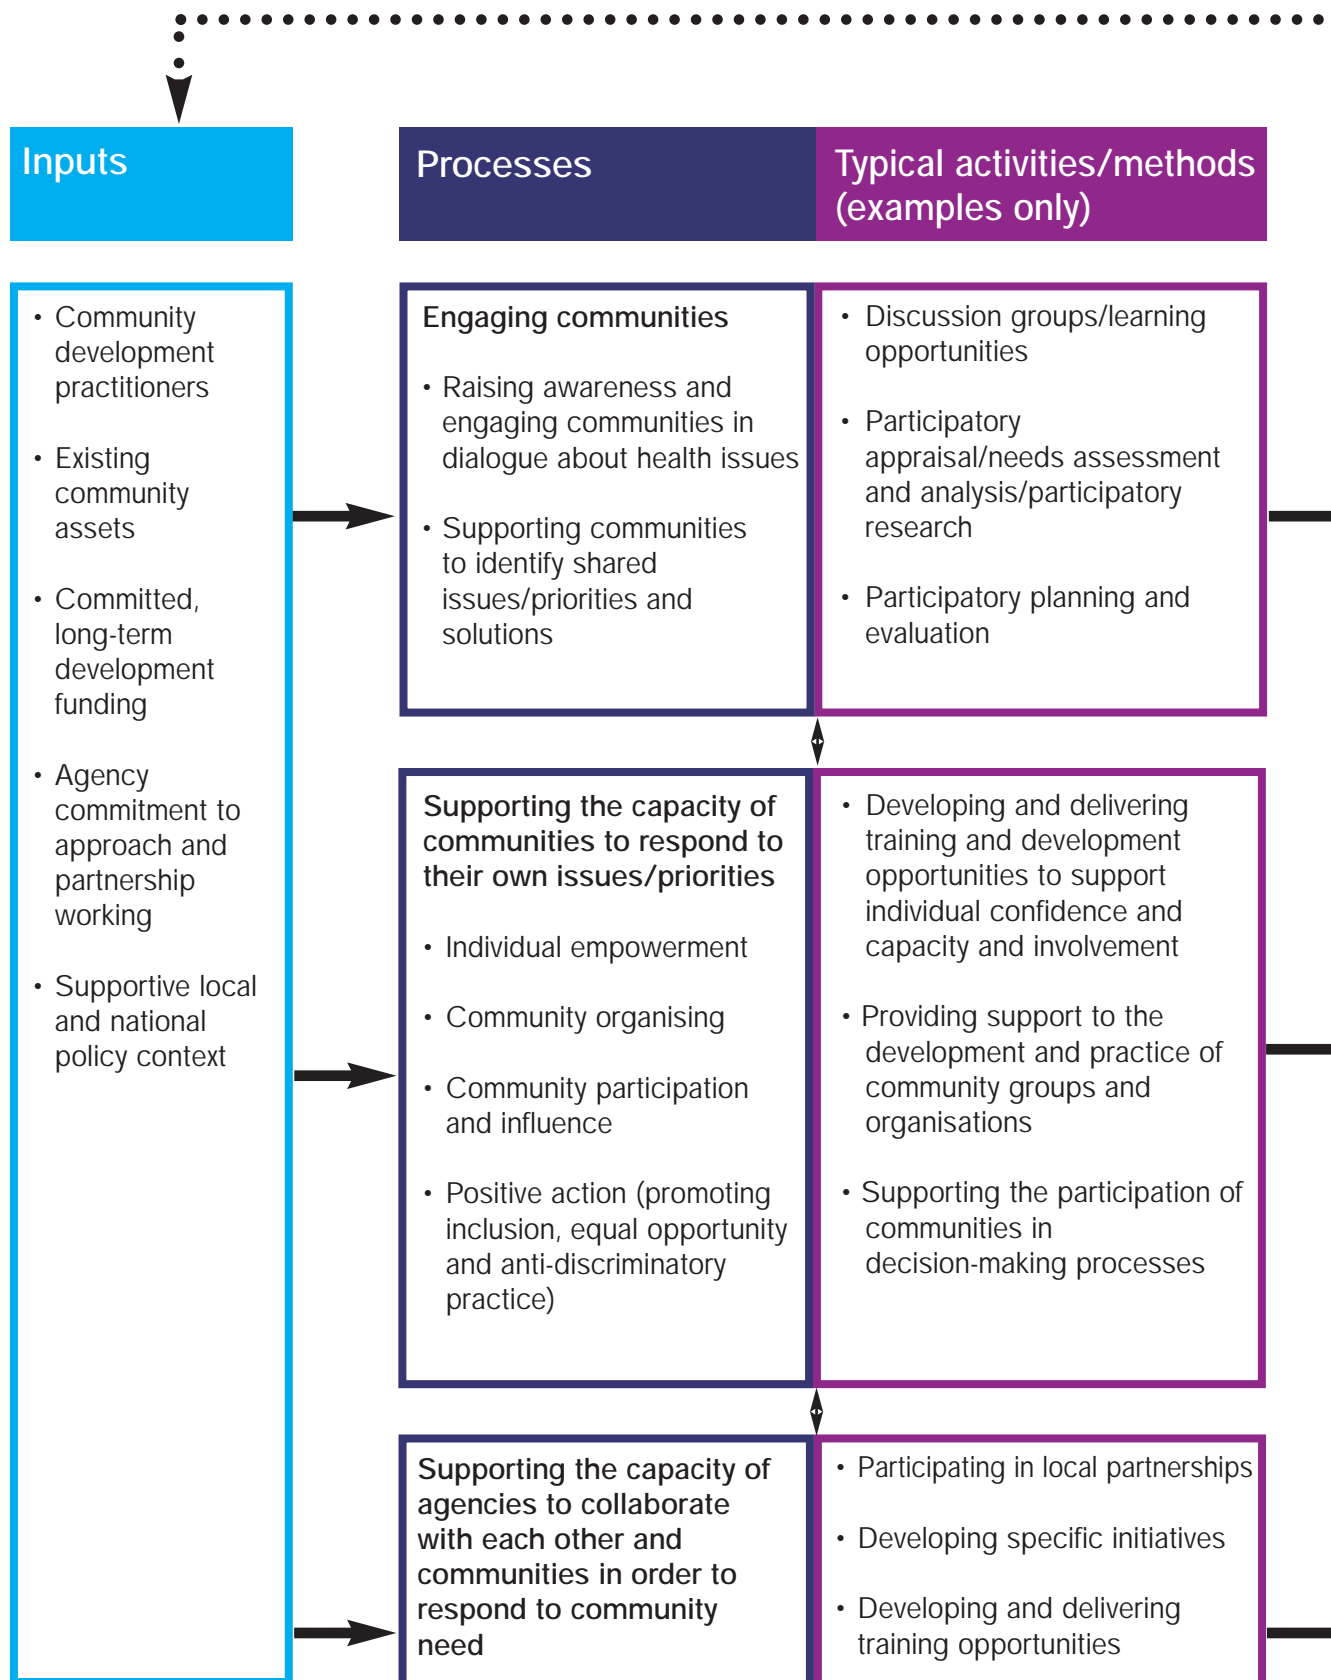 Inputs
Processes
Typical activities/methods
(examples only)
• Community
development
practitioners
• Existing
community
assets
• Committed,
long-term
development
funding
• Agency
commitment to
approach and
partnership
working
• Supportive local
and national
policy context
Engaging communities
• Raising awareness and
engaging communities in
dialogue about health issues
• Supporting communities
to identify shared
issues/priorities and
solutions
• Discussion groups/learning
opportunities
• Participatory
appraisal/needs assessment
and analysis/participatory
research
• Participatory planning and
evaluation
Supporting the capacity of
communities to respond to
their own issues/priorities
• Individual empowerment
• Community organising
• Community participation
and influence
• Positive action (promoting
inclusion, equal opportunity
and anti-discriminatory
practice)
• Developing and delivering
training and development
opportunities to support
individual confidence and
capacity and involvement
• Providing support to the
development and practice of
community groups and
organisations
• Supporting the participation of
communities in
decision-making processes
Supporting the capacity of
agencies to collaborate
with each other and
communities in order to
respond to community
need
• Participating in local partnerships
• Developing specific initiatives
• Developing and delivering
training opportunities